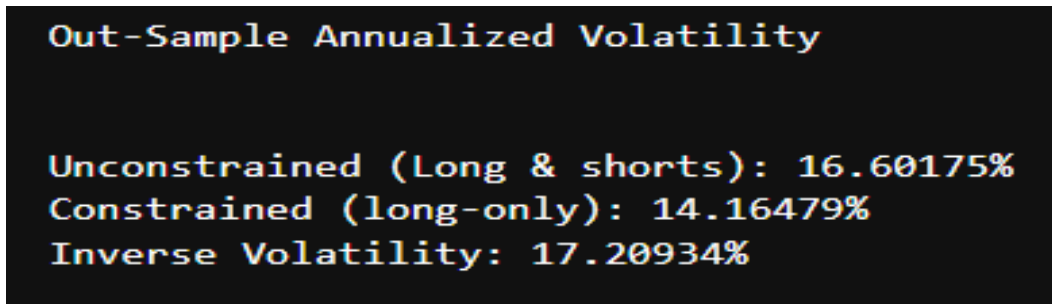 Out-Sample Annualized Volatility
Unconstrained (Long & shorts): 16.60175%
Constrained (long-only): 14.16479%
Inverse Volatility: 17.20934%